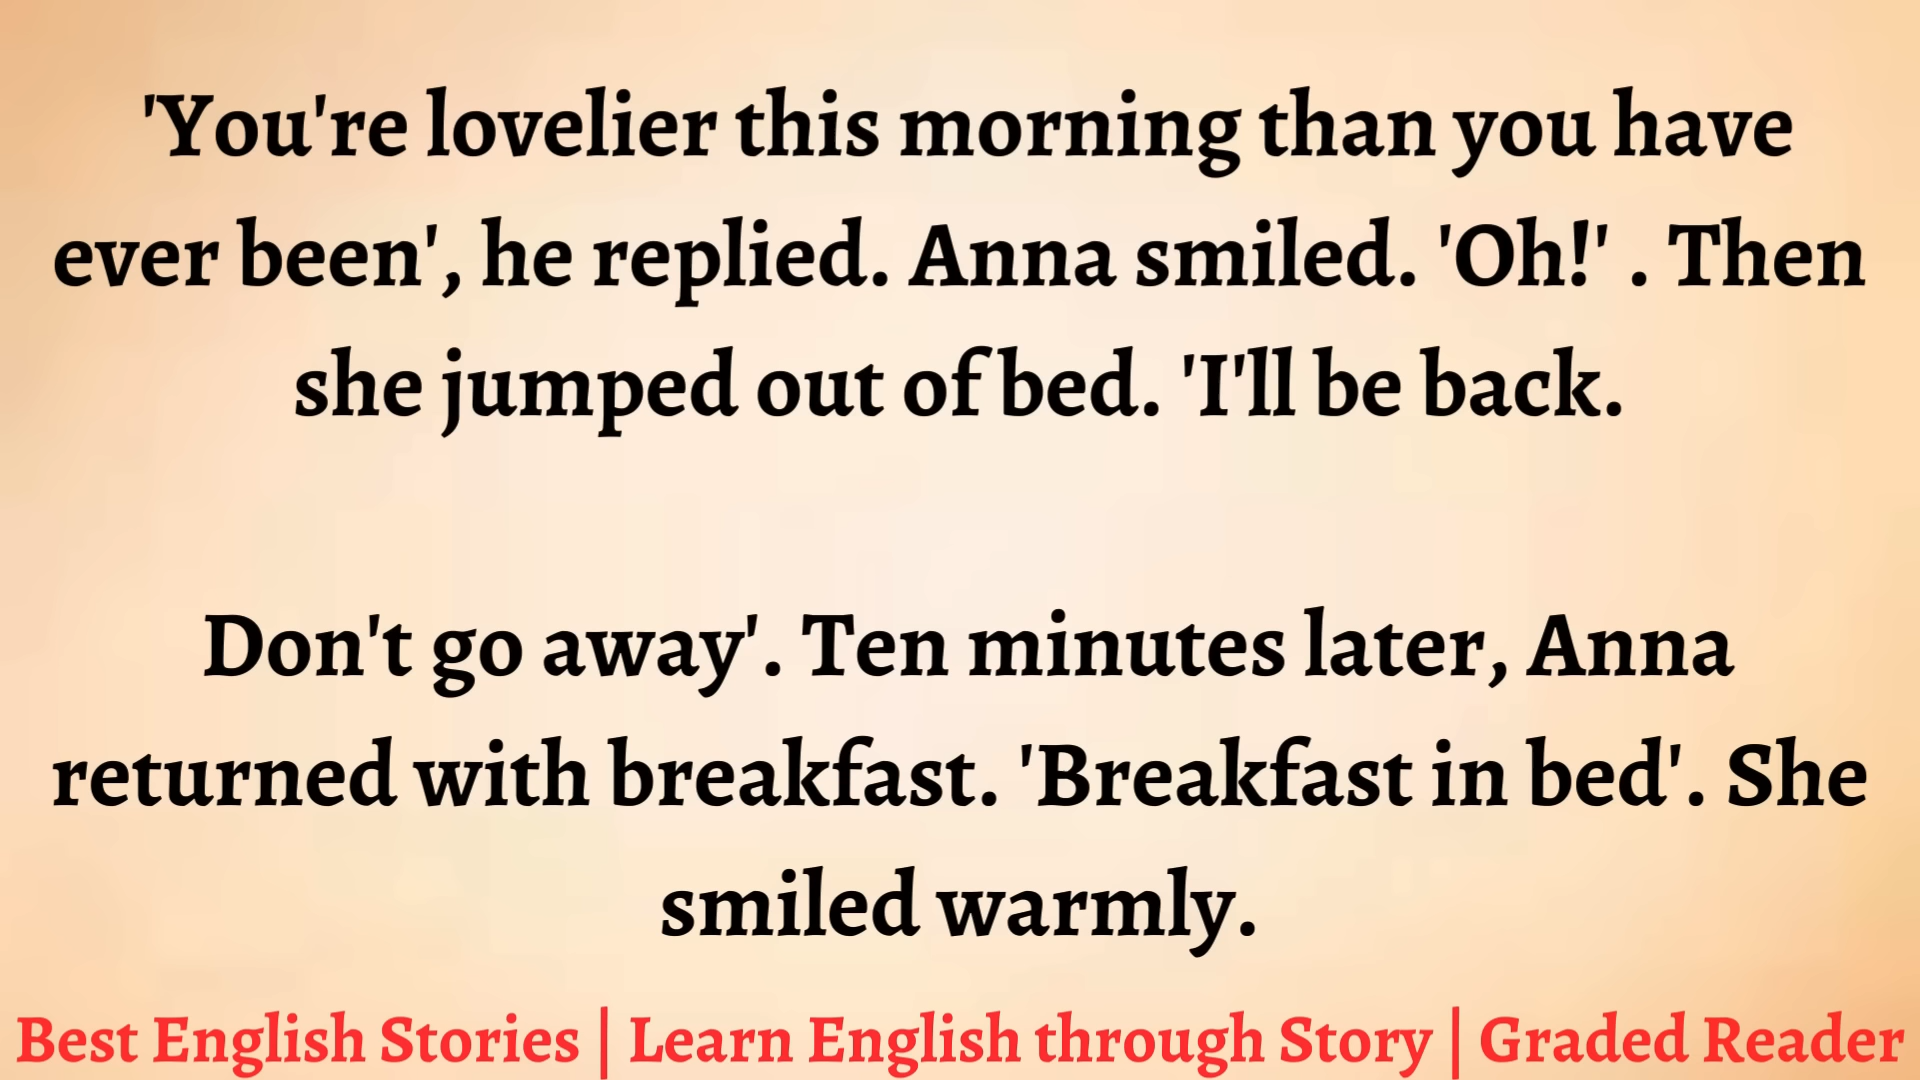 'You're lovelier this morning than you have
ever been', he replied. Anna smiled. 'Oh!' . Then
she jumped out of bed. 'I'll be back.
Don't go away'. Ten minutes later, Anna
returned with breakfast. 'Breakfast in bed'. She
smiled warmly.
Best English Stories | Learn English through Story | Graded Reader